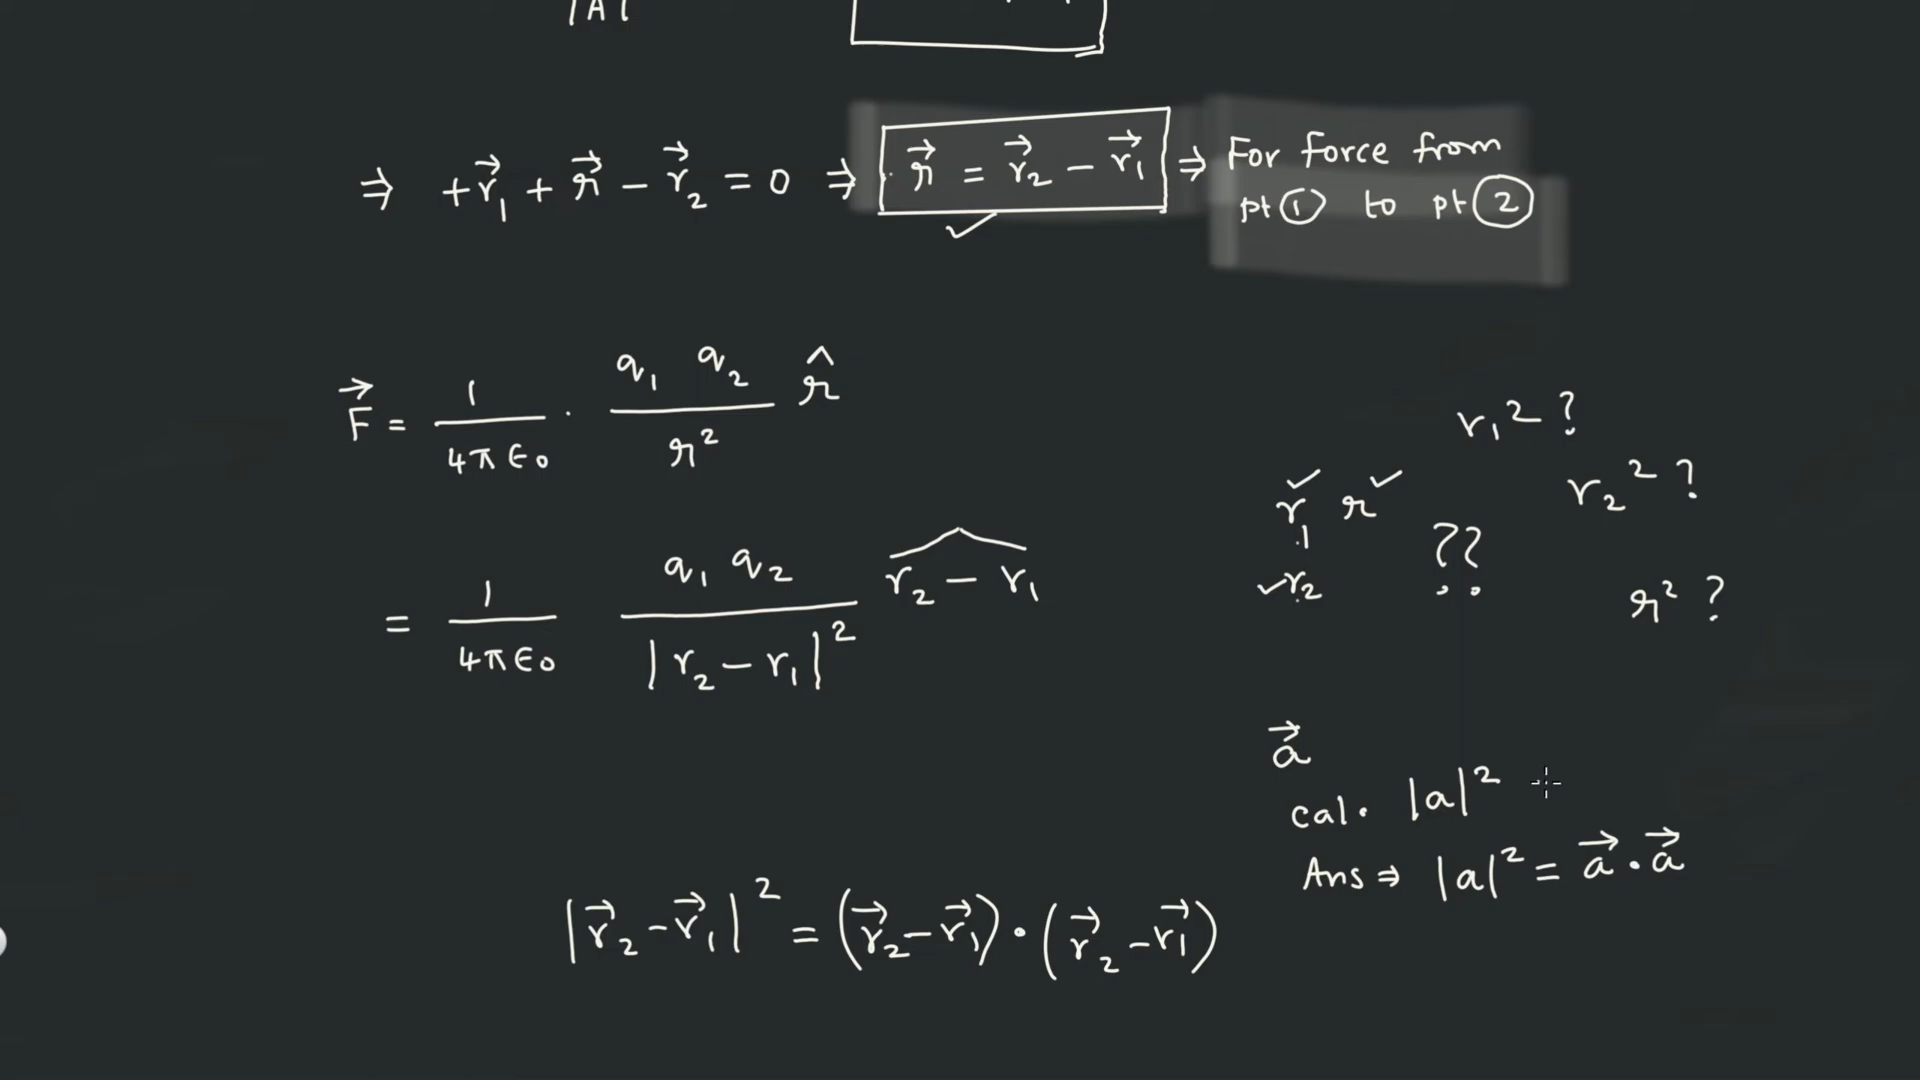 |A|
⇒ +r⃗₁ + r⃗ − r⃗₂ = 0 ⇒ r⃗ = r⃗₂ − r⃗₁ ⇒ For force from
pt ① to pt ②
F⃗ = 1/4πϵ₀ · q₁ q₂/r² r̂
r₁² ?
r₂² ?
r₁ r
r₂ ??
r² ?
= 1/4πϵ₀ q₁ q₂/|r₂ − r₁|² r₂ − r₁^
a⃗
cal. |a|²
Ans ⇒ |a|² = a⃗ · a⃗
|r⃗₂ − r⃗₁|² = (r⃗₂ − r⃗₁) · (r⃗₂ − r⃗₁)